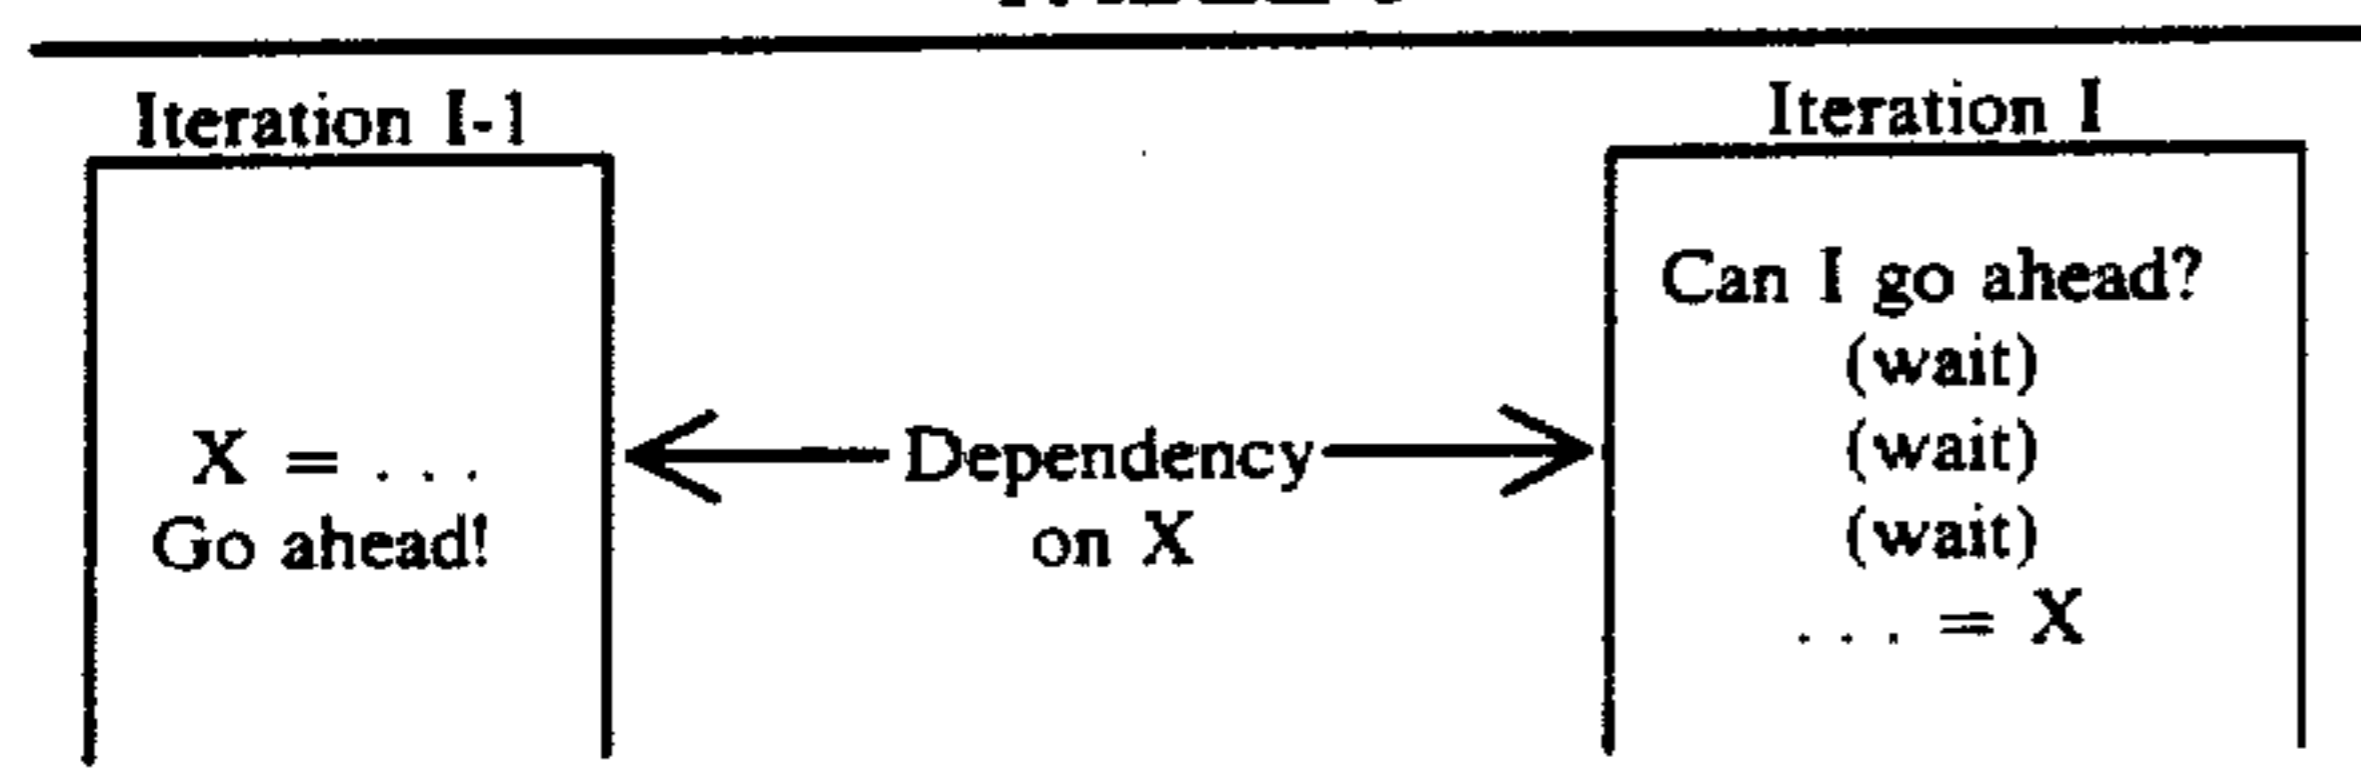 Iteration I-1
X = . . .
Go ahead!
Dependency
on X
Iteration I
Can I go ahead?
(wait)
(wait)
(wait)
. . . = X